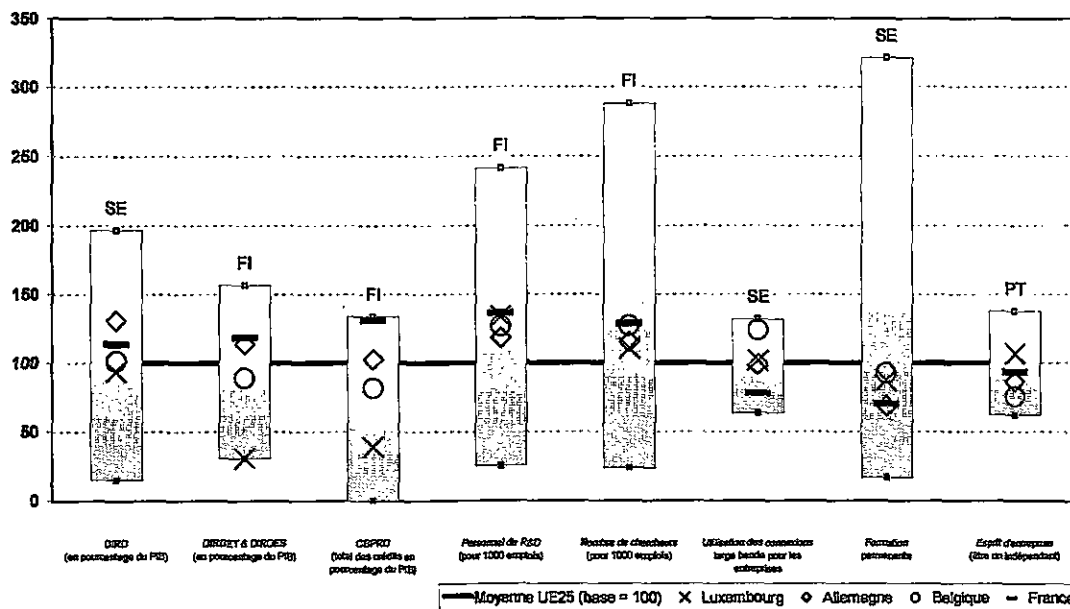 350
300
250
200
150
100
50
0
SE
FI
FI
FI
FI
SE
SE
PT
DIRD
(en pourcentage du PIB)
DIRDET & DIRDES
(en pourcentage du PIB)
CBPRD
(total des crédits en
pourcentage du PIB)
Personnel de R&D
(pour 1000 emplois)
Nombre de chercheurs
(pour 1000 emplois)
Utilisation des connexions
large bande pour les
entreprises
Formation
permanente
Esprit d'entreprise
(être un indépendant)
Moyenne UE25 (base = 100) Luxembourg Allemagne Belgique France